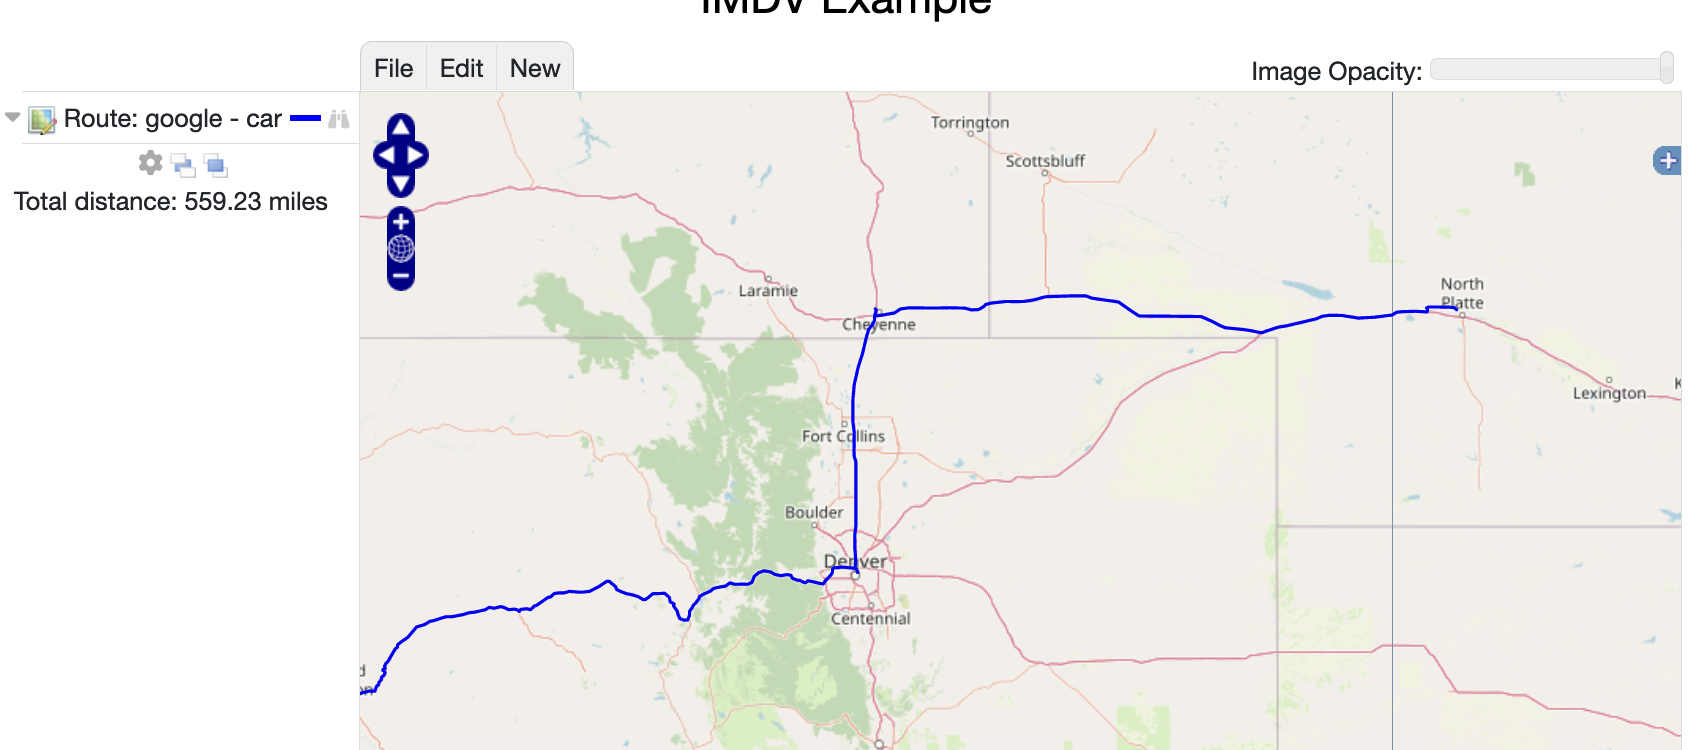 IMDV Example
File Edit New
Image Opacity:
Route: google - car
Total distance: 559.23 miles
Torrington
Scottsbluff
Laramie
North
Platte
Cheyenne
Lexington
Fort Collins
Boulder
Denver
Centennial